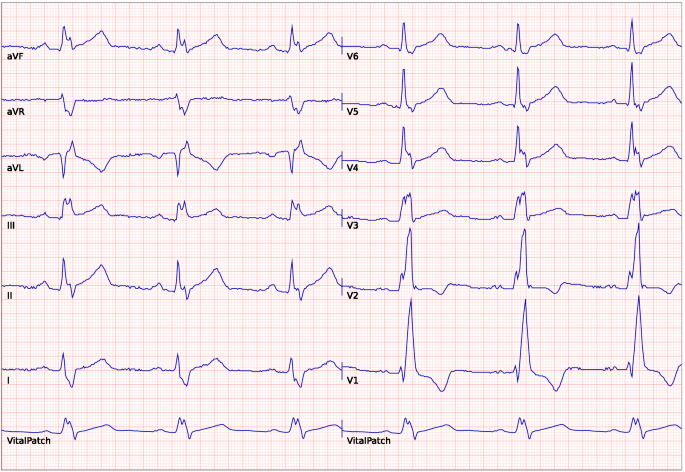 aVF V6
aVR V5
aVL V4
III V3
II V2
I V1
VitalPatch VitalPatch